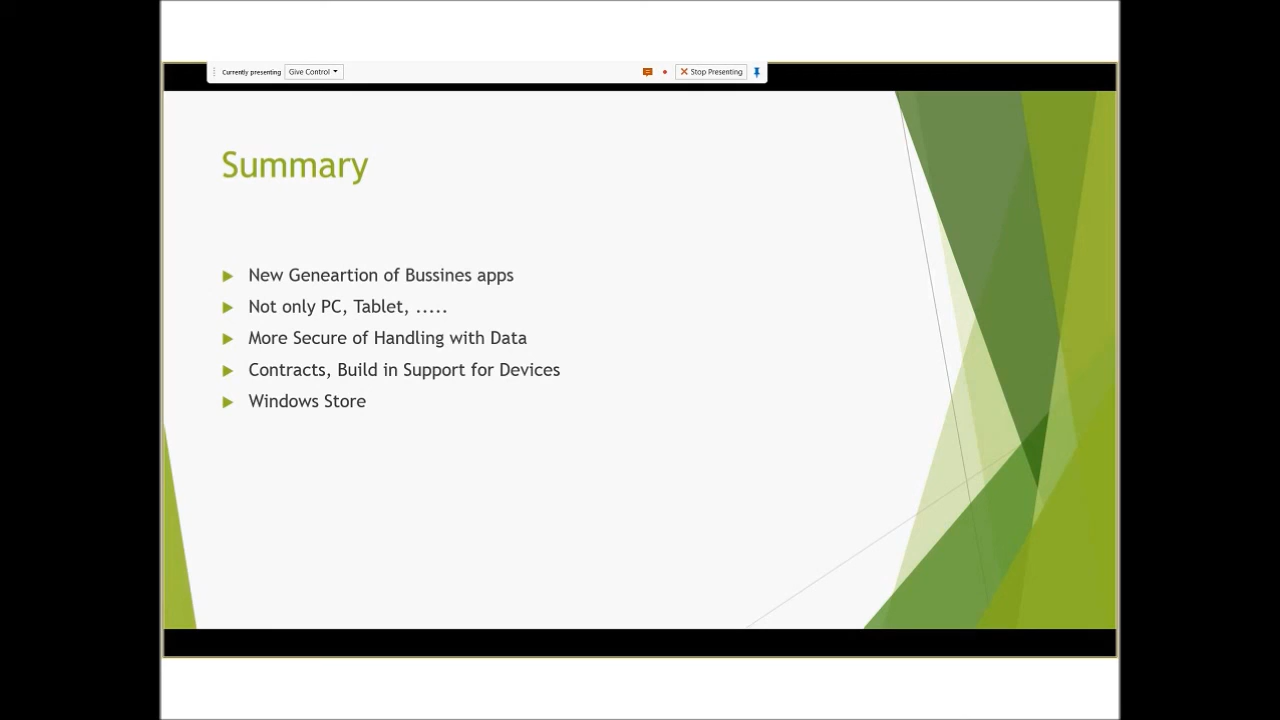 Currently presenting Give Control Stop Presenting
Summary
New Geneartion of Bussines apps
Not only PC, Tablet, .....
More Secure of Handling with Data
Contracts, Build in Support for Devices
Windows Store